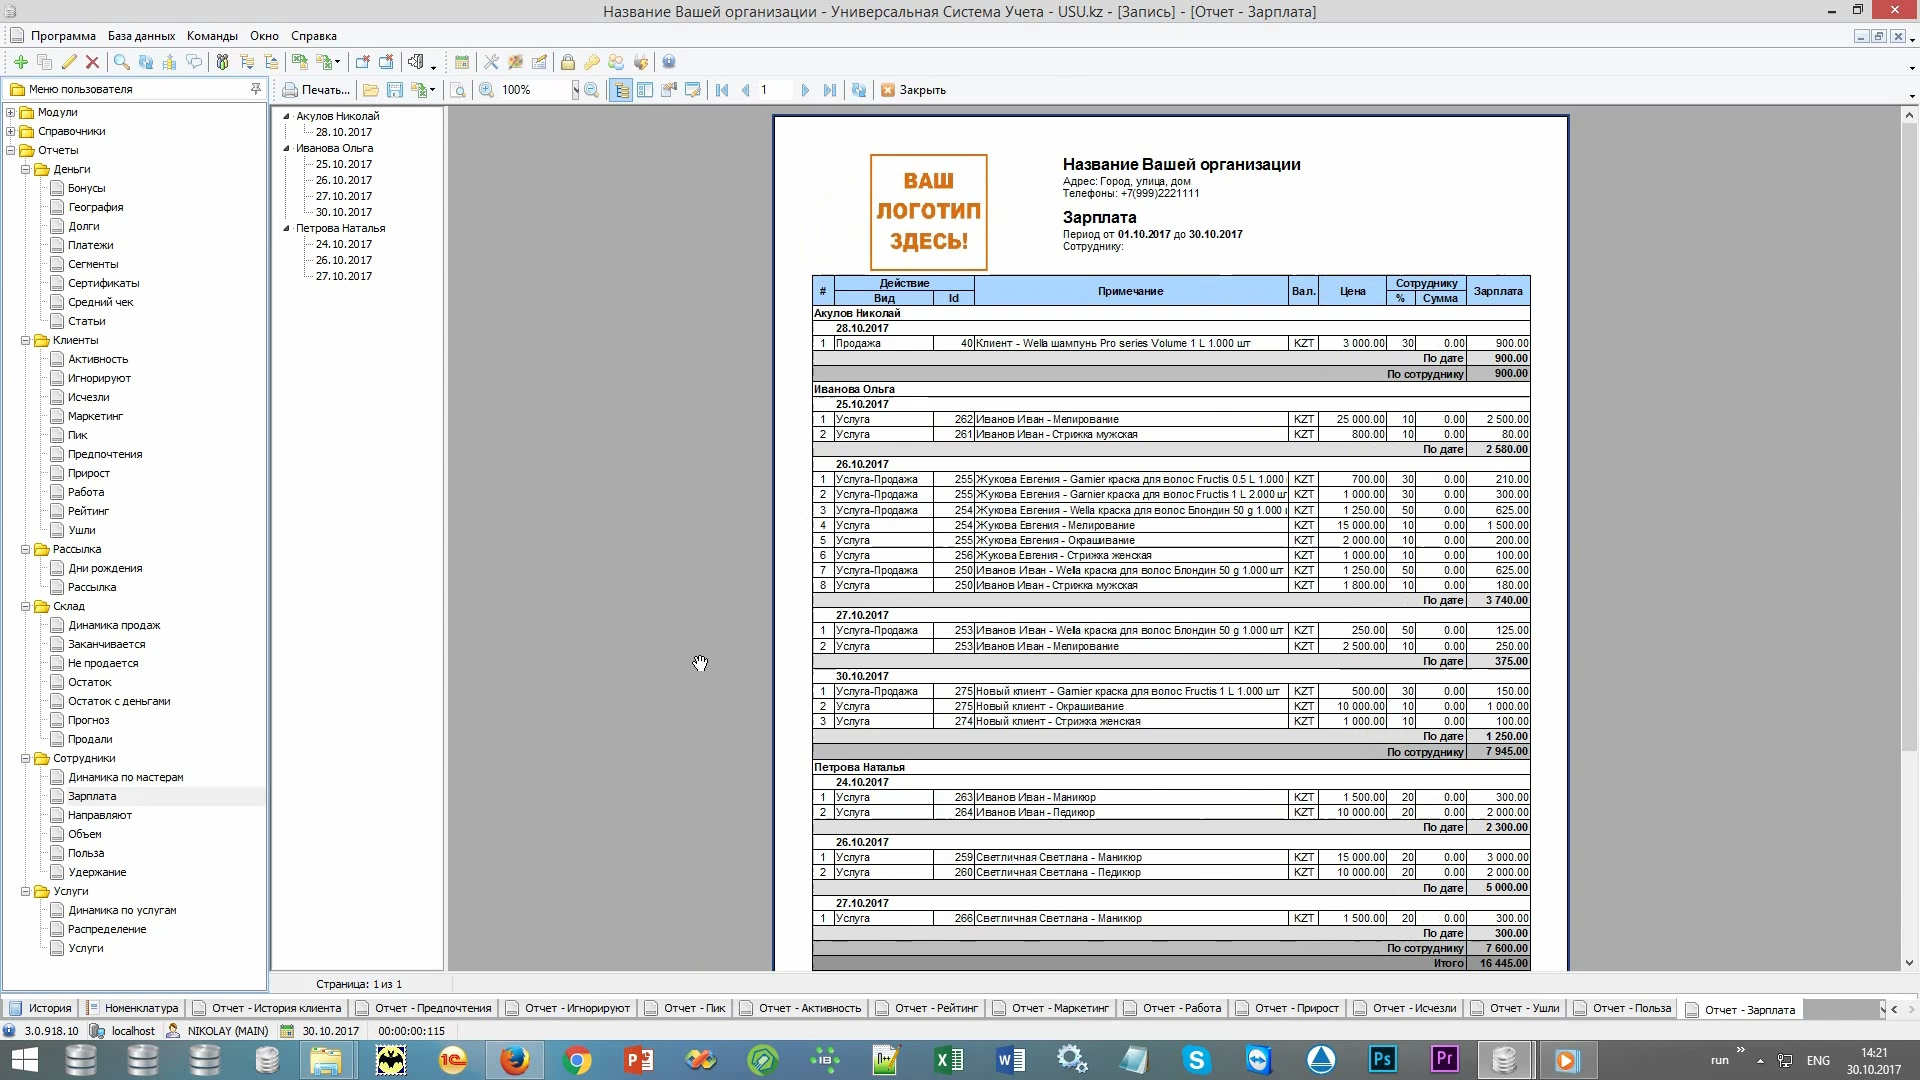 Название Вашей организации - Универсальная Система Учета - USU.kz - [Запись] - [Отчет - Зарплата]
Программа База данных Команды Окно Справка
Меню пользователя
Печать... 100% 1 Закрыть
Модули
Справочники
Отчеты
Деньги
Бонусы
География
Долги
Платежи
Сегменты
Сертификаты
Средний чек
Статьи
Клиенты
Активность
Игнорируют
Исчезли
Маркетинг
Пик
Предпочтения
Прирост
Работа
Рейтинг
Ушли
Рассылка
Дни рождения
Рассылка
Склад
Динамика продаж
Заканчивается
Не продается
Остаток
Остаток с деньгами
Прогноз
Продали
Сотрудники
Динамика по мастерам
Зарплата
Направляют
Объем
Польза
Удержание
Услуги
Динамика по услугам
Распределение
Услуги
Акулов Николай
28.10.2017
Иванова Ольга
25.10.2017
26.10.2017
27.10.2017
30.10.2017
Петрова Наталья
24.10.2017
26.10.2017
27.10.2017
ВАШ
ЛОГОТИП
ЗДЕСЬ!
Название Вашей организации
Адрес: Город, улица, дом
Телефоны: +7(999)2221111
Зарплата
Период от 01.10.2017 до 30.10.2017
Сотруднику:
# Действие Примечание Вал. Цена Сотруднику Зарплата
Вид Id % Сумма
Акулов Николай
28.10.2017
1 Продажа 40 Клиент - Wella шампунь Pro series Volume 1 L 1.000 шт KZT 3 000.00 30 0.00 900.00
По дате 900.00
По сотруднику 900.00
Иванова Ольга
25.10.2017
1 Услуга 262 Иванов Иван - Мелирование KZT 25 000.00 10 0.00 2 500.00
2 Услуга 261 Иванов Иван - Стрижка мужская KZT 800.00 10 0.00 80.00
По дате 2 580.00
26.10.2017
1 Услуга-Продажа 255 Жукова Евгения - Garnier краска для волос Fructis 0.5 L 1.000 KZT 700.00 30 0.00 210.00
2 Услуга-Продажа 255 Жукова Евгения - Garnier краска для волос Fructis 1 L 2.000 шт KZT 1 000.00 30 0.00 300.00
3 Услуга-Продажа 254 Жукова Евгения - Wella краска для волос Блондин 50 g 1.000 KZT 1 250.00 50 0.00 625.00
4 Услуга 254 Жукова Евгения - Мелирование KZT 15 000.00 10 0.00 1 500.00
5 Услуга 255 Жукова Евгения - Окрашивание KZT 2 000.00 10 0.00 200.00
6 Услуга 256 Жукова Евгения - Стрижка женская KZT 1 000.00 10 0.00 100.00
7 Услуга-Продажа 250 Иванов Иван - Wella краска для волос Блондин 50 g 1.000 шт KZT 1 250.00 50 0.00 625.00
8 Услуга 250 Иванов Иван - Стрижка мужская KZT 1 800.00 10 0.00 180.00
По дате 3 740.00
27.10.2017
1 Услуга-Продажа 253 Иванов Иван - Wella краска для волос Блондин 50 g 1.000 шт KZT 250.00 50 0.00 125.00
2 Услуга 253 Иванов Иван - Мелирование KZT 2 500.00 10 0.00 250.00
По дате 375.00
30.10.2017
1 Услуга-Продажа 275 Новый клиент - Garnier краска для волос Fructis 1 L 1.000 шт KZT 500.00 30 0.00 150.00
2 Услуга 275 Новый клиент - Окрашивание KZT 10 000.00 10 0.00 1 000.00
3 Услуга 274 Новый клиент - Стрижка женская KZT 1 000.00 10 0.00 100.00
По дате 1 250.00
По сотруднику 7 945.00
Петрова Наталья
24.10.2017
1 Услуга 263 Иванов Иван - Маникюр KZT 1 500.00 20 0.00 300.00
2 Услуга 264 Иванов Иван - Педикюр KZT 10 000.00 20 0.00 2 000.00
По дате 2 300.00
26.10.2017
1 Услуга 259 Светличная Светлана - Маникюр KZT 15 000.00 20 0.00 3 000.00
2 Услуга 260 Светличная Светлана - Педикюр KZT 10 000.00 20 0.00 2 000.00
По дате 5 000.00
27.10.2017
1 Услуга 266 Светличная Светлана - Маникюр KZT 1 500.00 20 0.00 300.00
По дате 300.00
По сотруднику 7 600.00
Итого 16 445.00
Страница: 1 из 1
История Номенклатура Отчет - История клиента Отчет - Предпочтения Отчет - Игнорируют Отчет - Пик Отчет - Активность Отчет - Рейтинг Отчет - Маркетинг Отчет - Работа Отчет - Прирост Отчет - Исчезли Отчет - Ушли Отчет - Польза Отчет - Зарплата
3.0.918.10 localhost NIKOLAY (MAIN) 30.10.2017 00:00:00:115
run ENG 14:21
30.10.2017